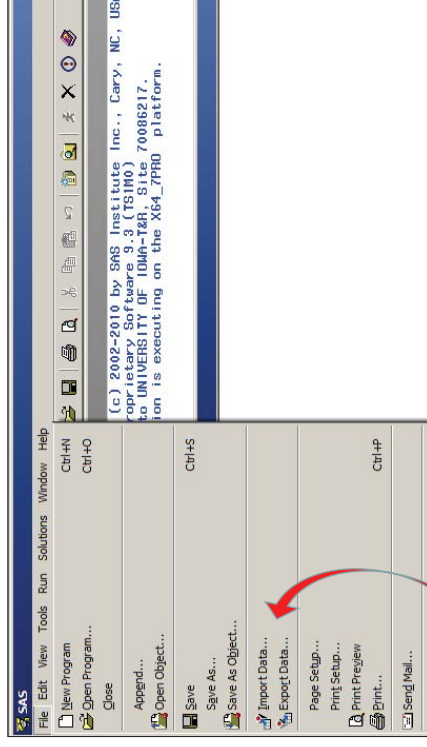 SAS
File Edit View Tools Run Solutions Window Help
New Program Ctrl+N
Open Program... Ctrl+O
Close
Append...
Open Object...
Save Ctrl+S
Save As...
Save As Object...
Import Data...
Export Data...
Page Setup...
Print Setup...
Print Preview
Print... Ctrl+P
Send Mail...
(c) 2002-2010 by SAS Institute Inc., Cary, NC,
oprietary Software 9.3 (TS1M0)
to UNIVERSITY OF IOWA-T&R, Site 70086217.
ion is executing on the X64_7PRO platform.